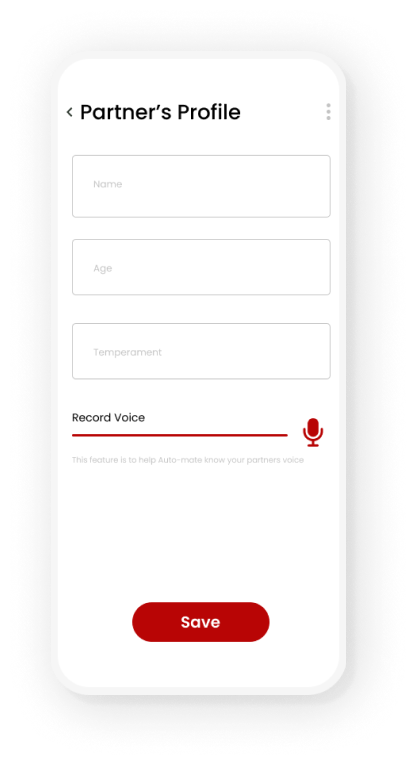 Partner's Profile
Name
Age
Temperament
Record Voice
This feature is to help Auto-mate know your partners voice
Save